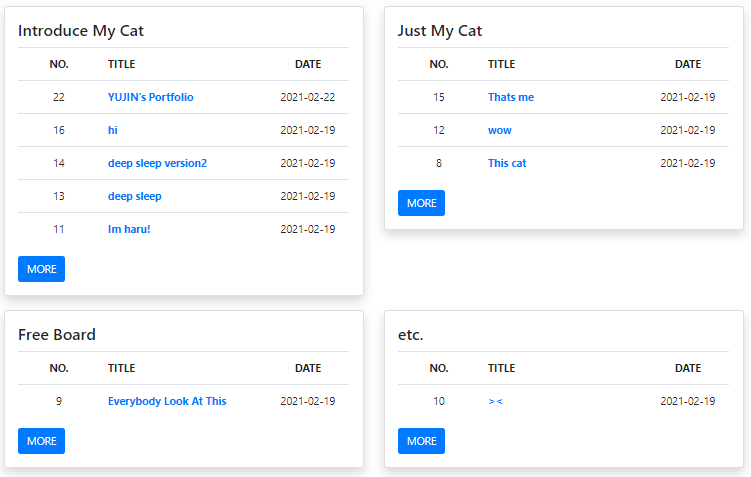 Introduce My Cat
NO. TITLE DATE
22 YUJIN's Portfolio 2021-02-22
16 hi 2021-02-19
14 deep sleep version2 2021-02-19
13 deep sleep 2021-02-19
11 Im haru! 2021-02-19
MORE
Just My Cat
NO. TITLE DATE
15 Thats me 2021-02-19
12 wow 2021-02-19
8 This cat 2021-02-19
MORE
Free Board
NO. TITLE DATE
9 Everybody Look At This 2021-02-19
MORE
etc.
NO. TITLE DATE
10 > < 2021-02-19
MORE